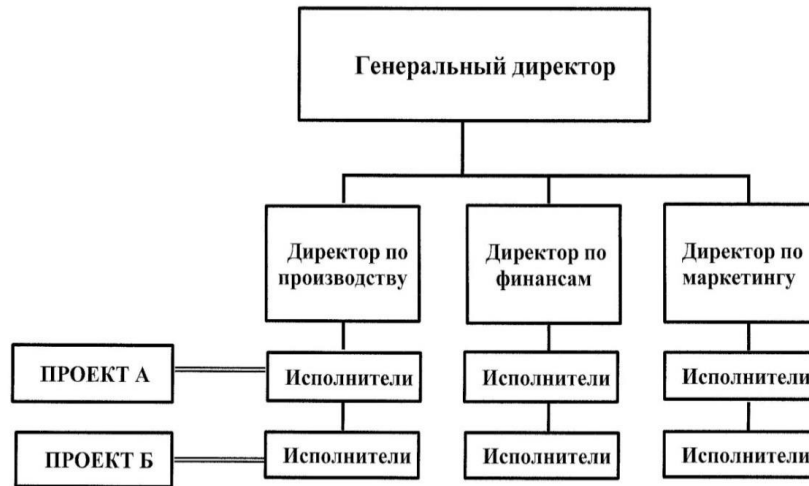 Генеральный директор
Директор по
производству
Директор по
финансам
Директор по
маркетингу
ПРОЕКТ А
Исполнители
Исполнители
Исполнители
ПРОЕКТ Б
Исполнители
Исполнители
Исполнители